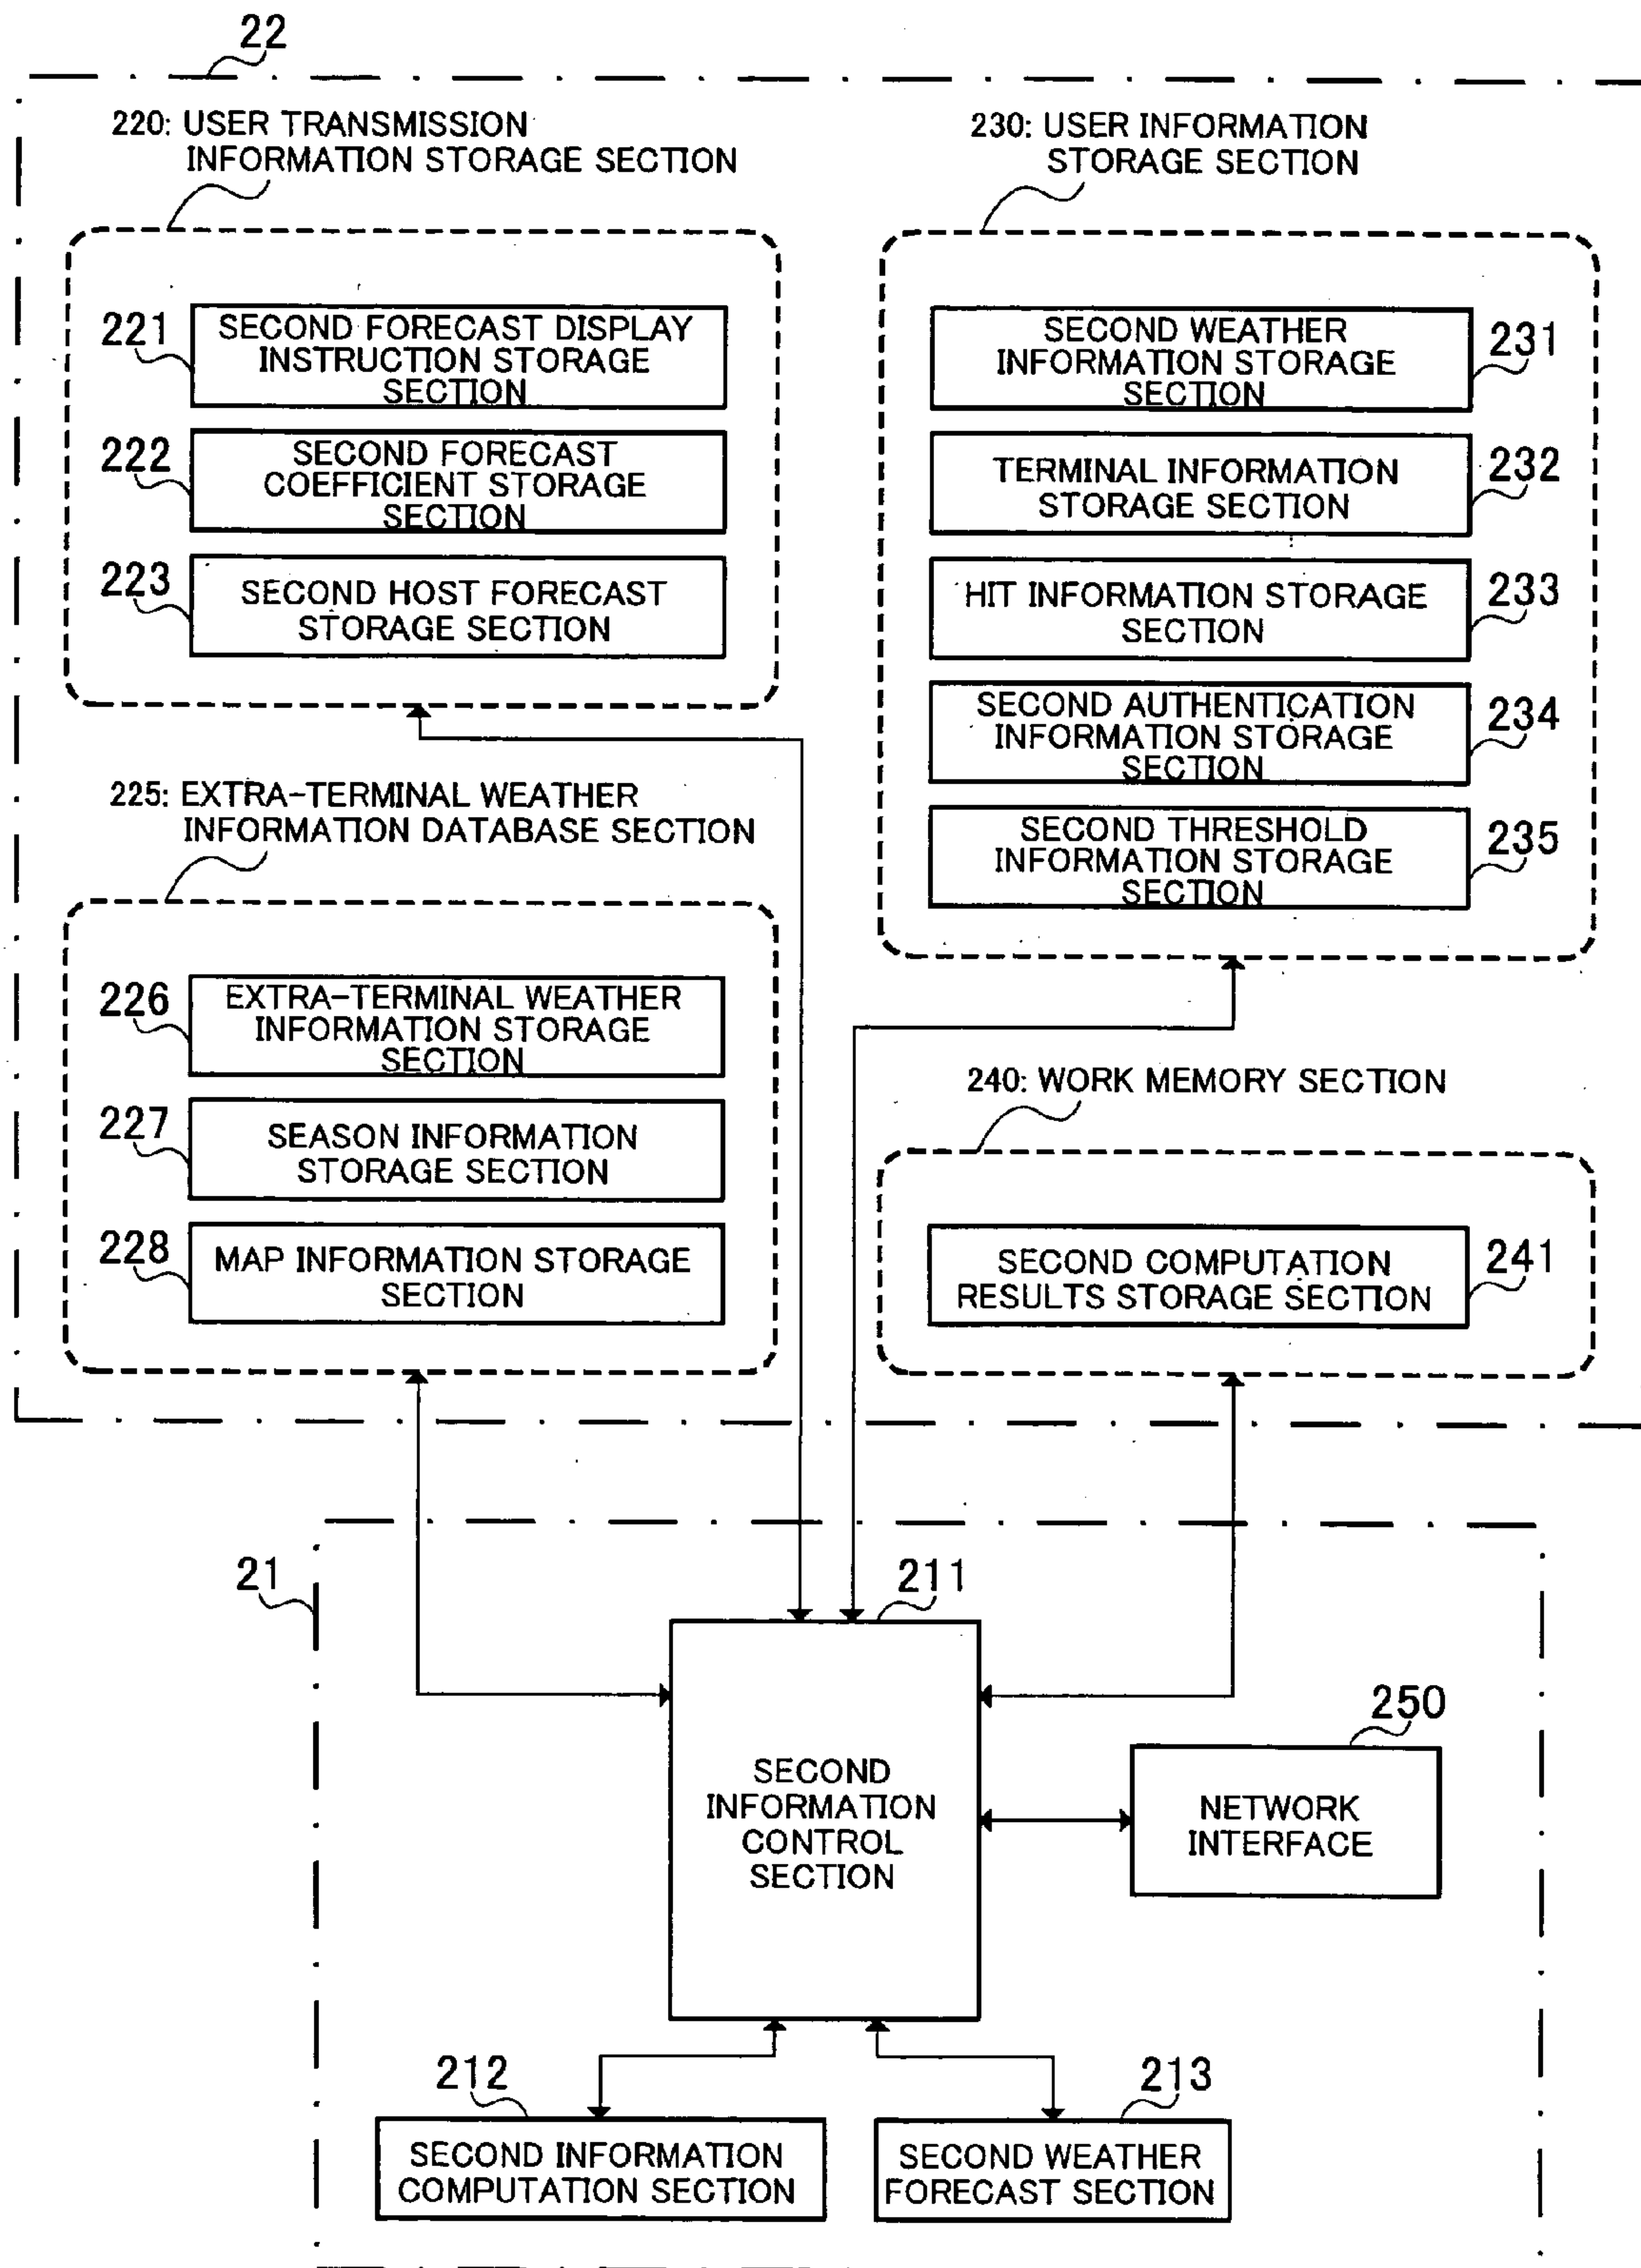 22
220: USER TRANSMISSION
INFORMATION STORAGE SECTION
221
SECOND FORECAST DISPLAY
INSTRUCTION STORAGE
SECTION
222
SECOND FORECAST
COEFFICIENT STORAGE
SECTION
223
SECOND HOST FORECAST
STORAGE SECTION
225: EXTRA-TERMINAL WEATHER
INFORMATION DATABASE SECTION
226
EXTRA-TERMINAL WEATHER
INFORMATION STORAGE
SECTION
227
SEASON INFORMATION
STORAGE SECTION
228
MAP INFORMATION STORAGE
SECTION
230: USER INFORMATION
STORAGE SECTION
SECOND WEATHER
INFORMATION STORAGE
SECTION
231
TERMINAL INFORMATION
STORAGE SECTION
232
HIT INFORMATION STORAGE
SECTION
233
SECOND AUTHENTICATION
INFORMATION STORAGE
SECTION
234
SECOND THRESHOLD
INFORMATION STORAGE
SECTION
235
240: WORK MEMORY SECTION
SECOND COMPUTATION
RESULTS STORAGE SECTION
241
21
211
SECOND
INFORMATION
CONTROL
SECTION
250
NETWORK
INTERFACE
212
SECOND INFORMATION
COMPUTATION SECTION
213
SECOND WEATHER
FORECAST SECTION